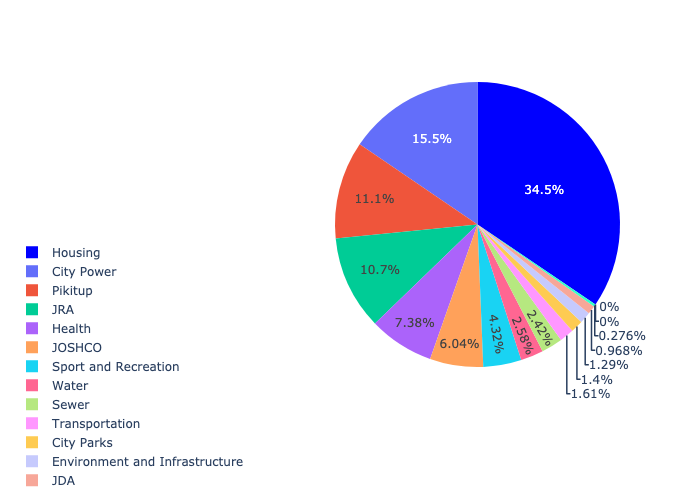 15.5%
34.5%
11.1%
10.7%
7.38%
6.04%
4.32%
2.58%
2.42%
0%
0%
0.276%
0.968%
1.29%
1.4%
1.61%
Housing
City Power
Pikitup
JRA
Health
JOSHCO
Sport and Recreation
Water
Sewer
Transportation
City Parks
Environment and Infrastructure
JDA